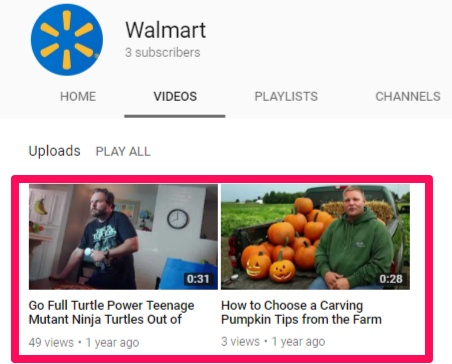 Walmart
3 subscribers
HOME VIDEOS PLAYLISTS CHANNELS
Uploads PLAY ALL
0:31 0:28
Go Full Turtle Power Teenage
Mutant Ninja Turtles Out of
49 views • 1 year ago
How to Choose a Carving
Pumpkin Tips from the Farm
3 views • 1 year ago